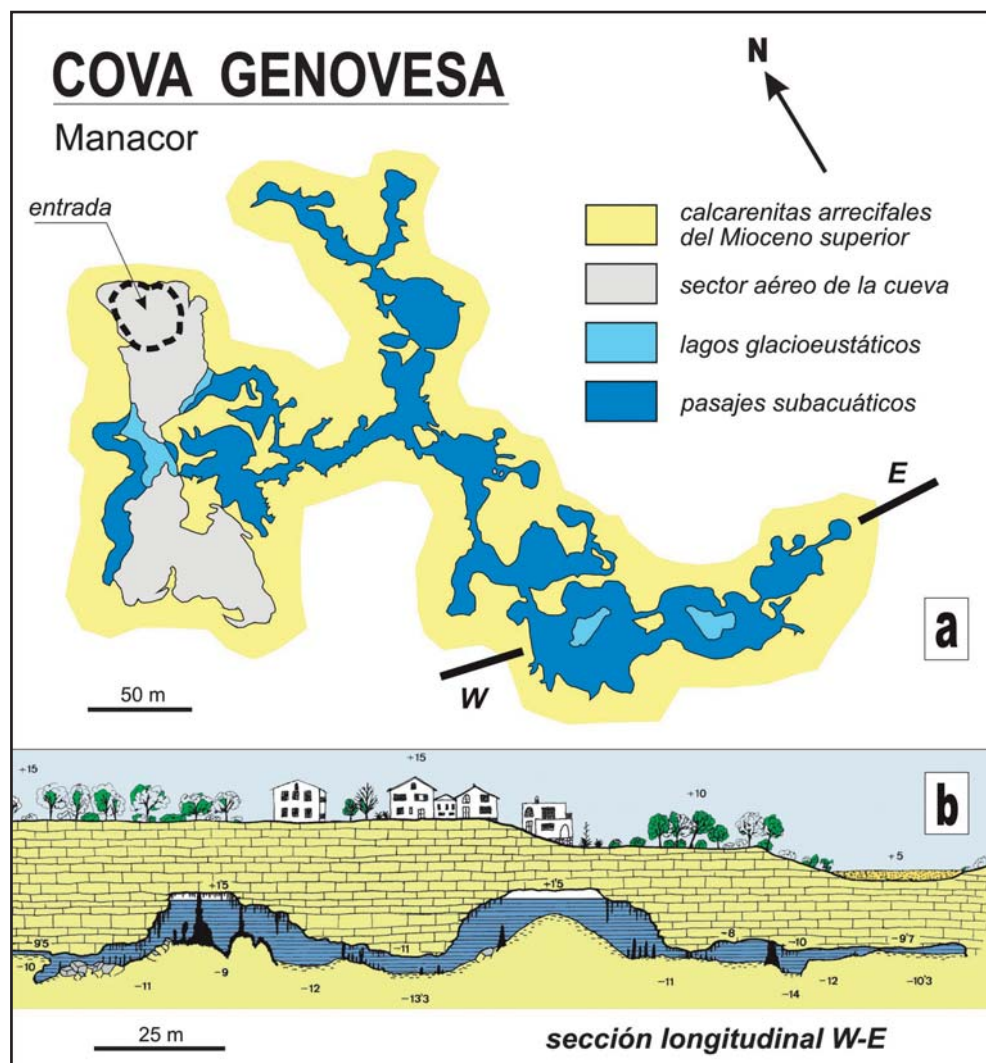 COVA GENOVESA
Manacor
N
entrada
calcarenitas arrecifales
del Mioceno superior
sector aéreo de la cueva
lagos glacioeustáticos
pasajes subacuáticos
E
W
a
50 m
b
+15
+15
+10
+5
+1'5
+1'5
9'5
-10
-11
-9
-12
-11
-13'3
-11
-8
-10
-14
-12
-9'7
-10'3
25 m
sección longitudinal W-E